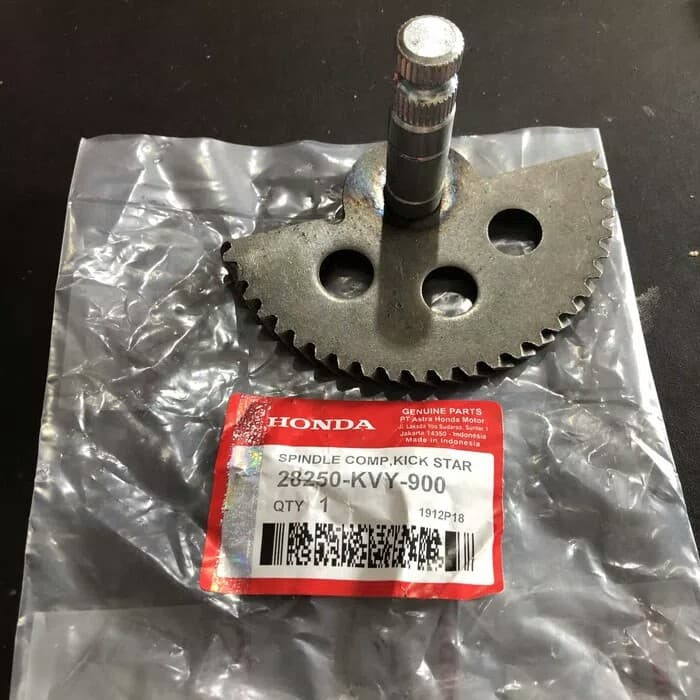 HONDA
GENUINE PARTS
PT Astra Honda Motor
Jl. Laksda Yos Sudarso, Sunter 1
Jakarta 14350 - Indonesia
Made in Indonesia
SPINDLE COMP,KICK STAR
28250-KVY-900
QTY 1
1912P18